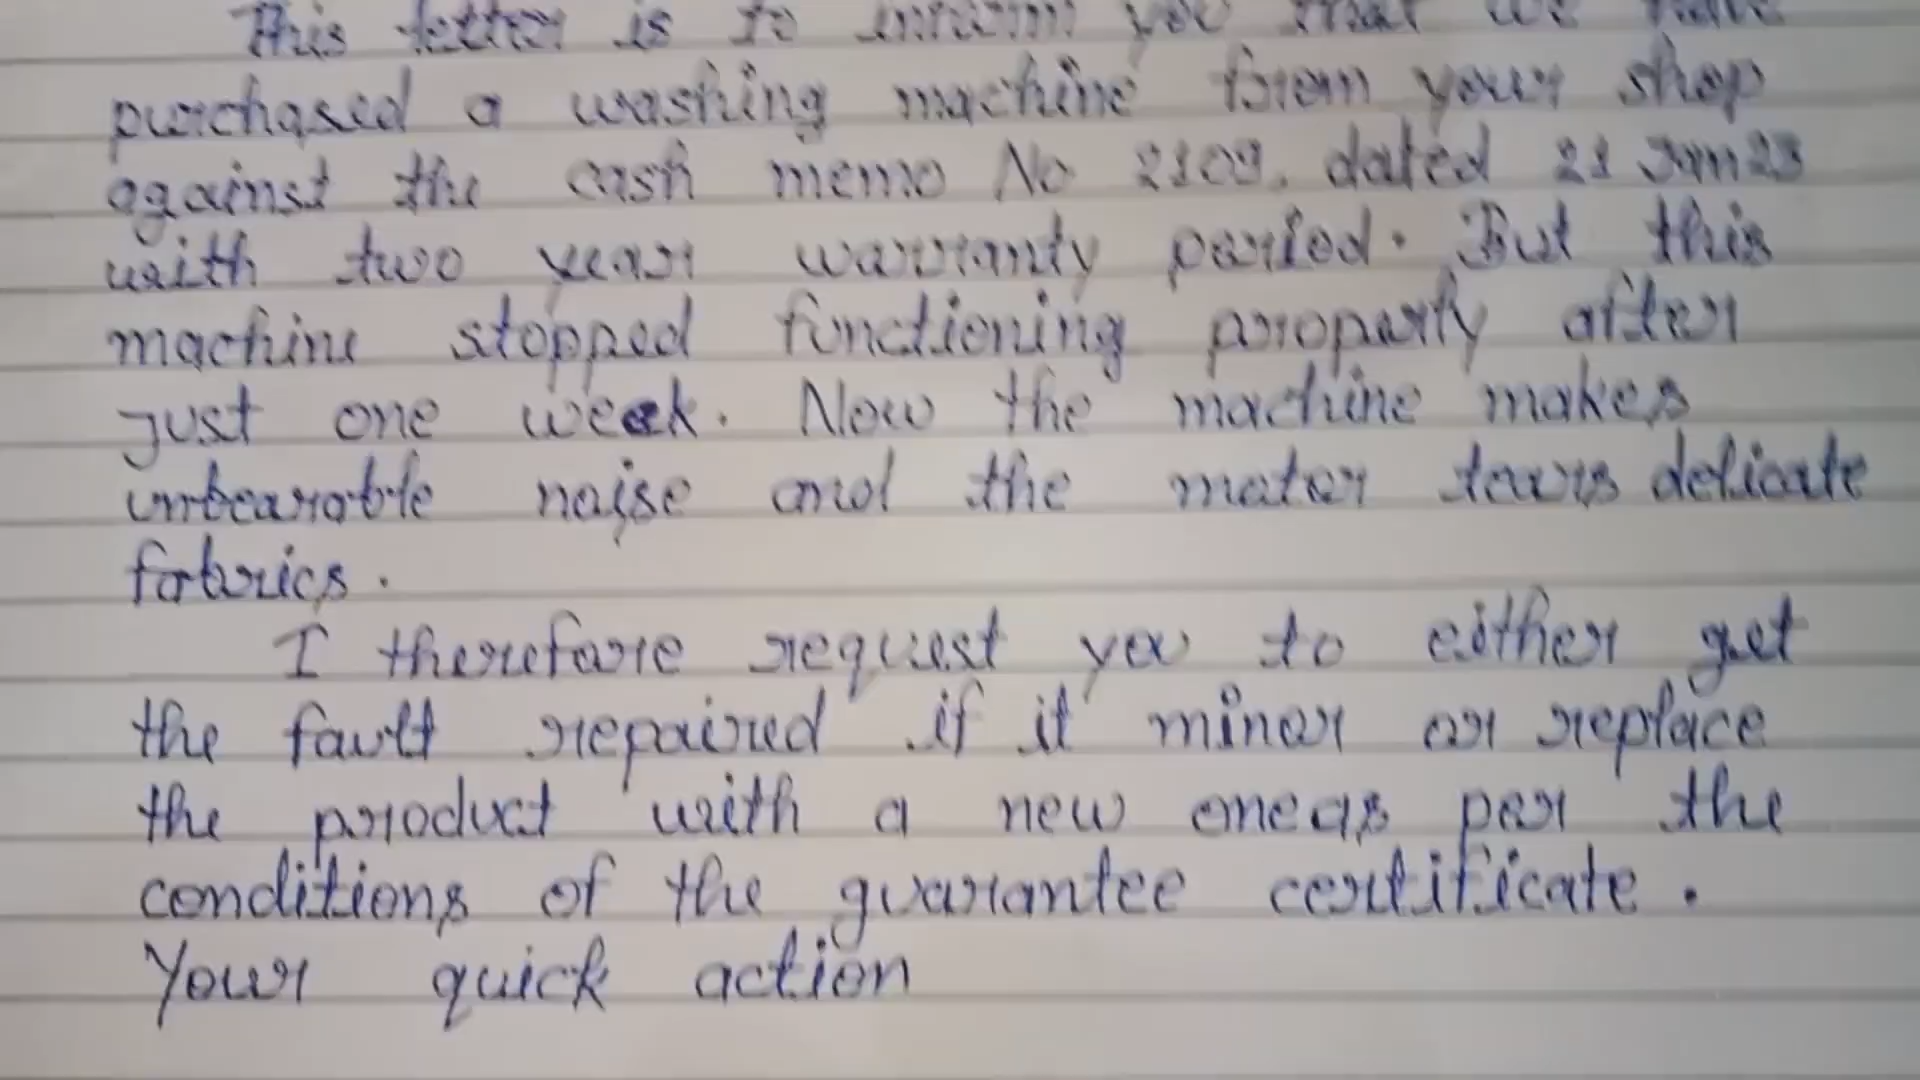 This letter is to inform you that we have
purchased a washing machine from your shop
against the cash memo No 2109, dated 21 Jan 23
with two year warranty period. But this
machine stopped functioning properly after
just one week. Now the machine makes
unbearable noise and the motor tears delicate
fabrics.
I therefore request you to either get
the fault repaired if it minor or replace
the product with a new one as per the
conditions of the guarantee certificate.
Your quick action